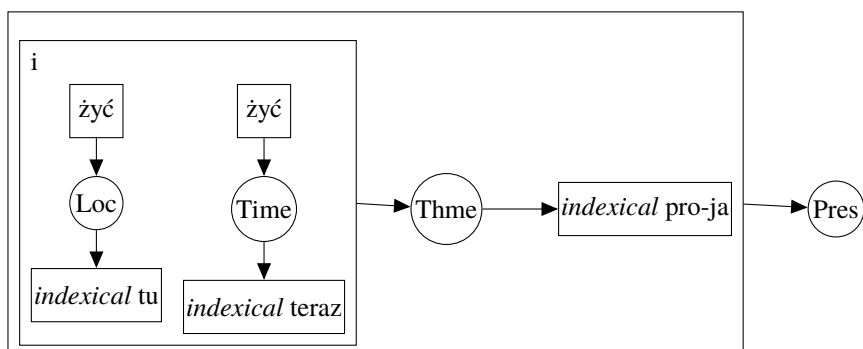 i
żyć
żyć
Loc
Time
Thme
indexical pro-ja
Pres
indexical tu
indexical teraz